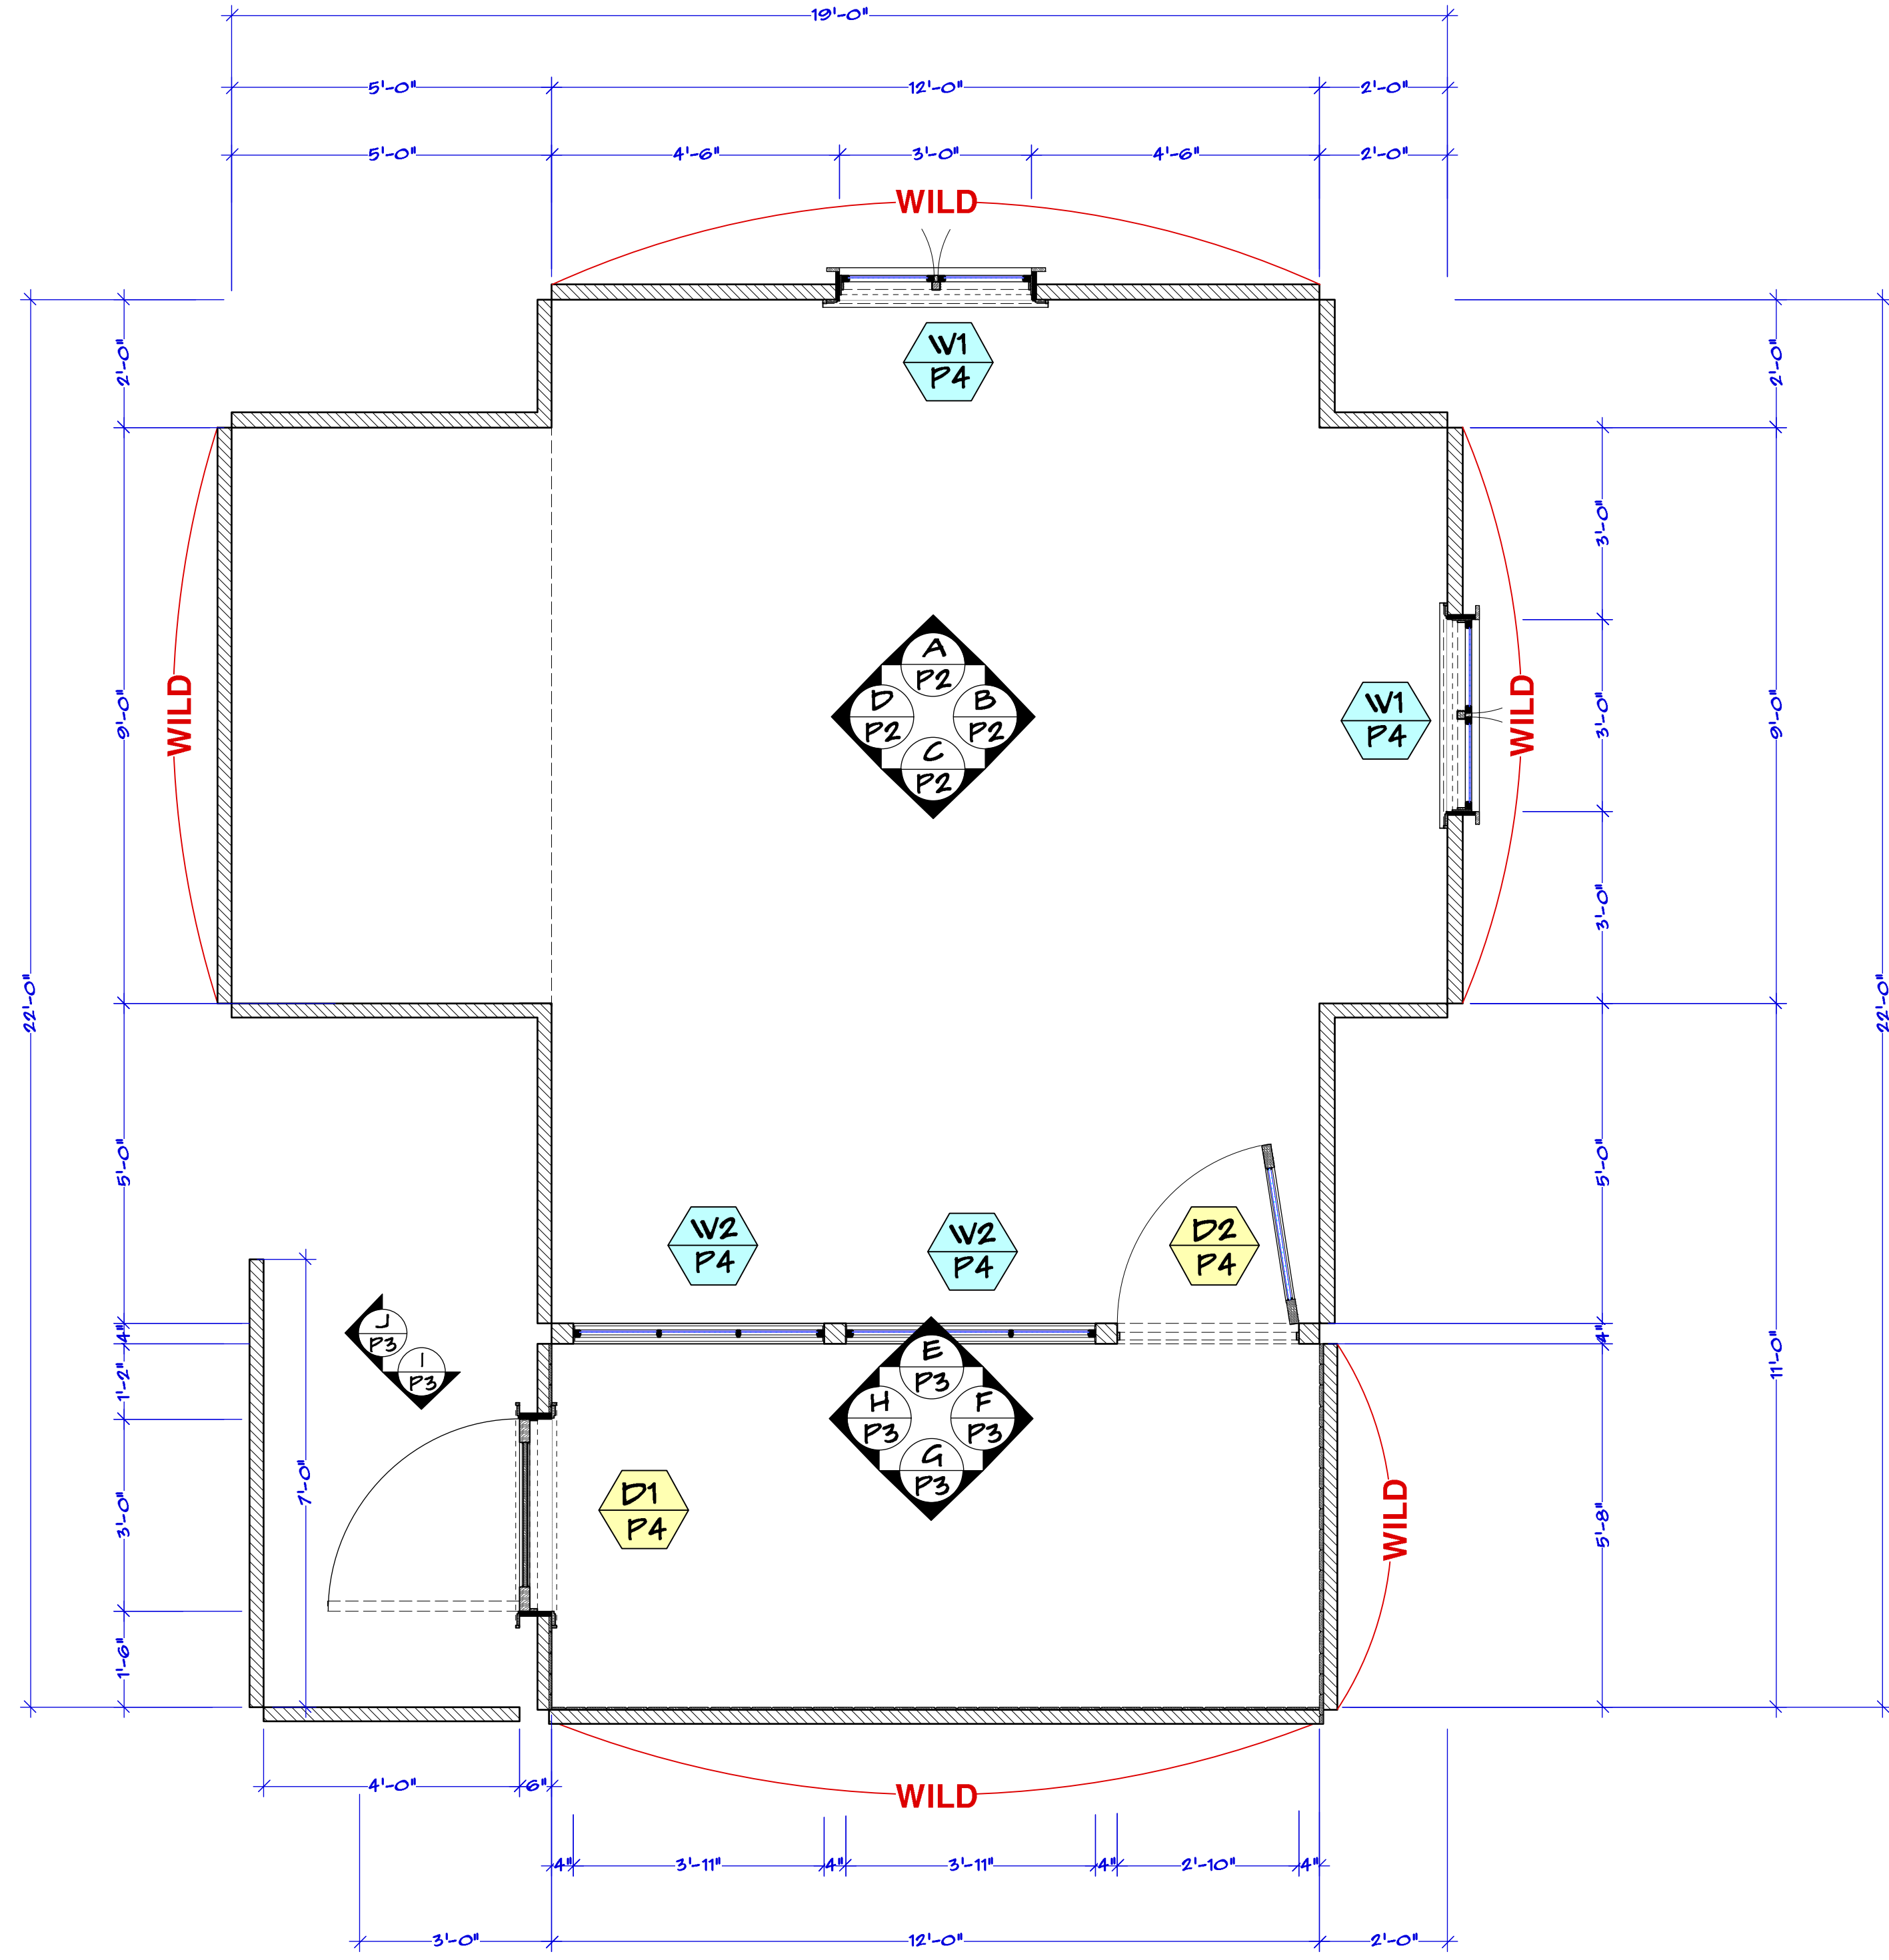 19'-0"
5'-0"
12'-0"
2'-0"
5'-0"
4'-6"
3'-0"
4'-6"
2'-0"
WILD
W1
P4
2'-0"
2'-0"
3'-0"
A
P2
D
P2
B
P2
C
P2
W1
P4
WILD
WILD
9'-0"
3'-0"
9'-0"
3'-0"
22'-0"
22'-0"
5'-0"
5'-0"
W2
P4
W2
P4
D2
P4
J
P3
I
P3
4"
4"
1'-2"
11'-0"
E
P3
H
P3
F
P3
G
P3
7'-0"
D1
P4
3'-0"
WILD
5'-8"
1'-6"
4'-0"
6"
WILD
4"
3'-11"
4"
3'-11"
4"
2'-10"
4"
3'-0"
12'-0"
2'-0"